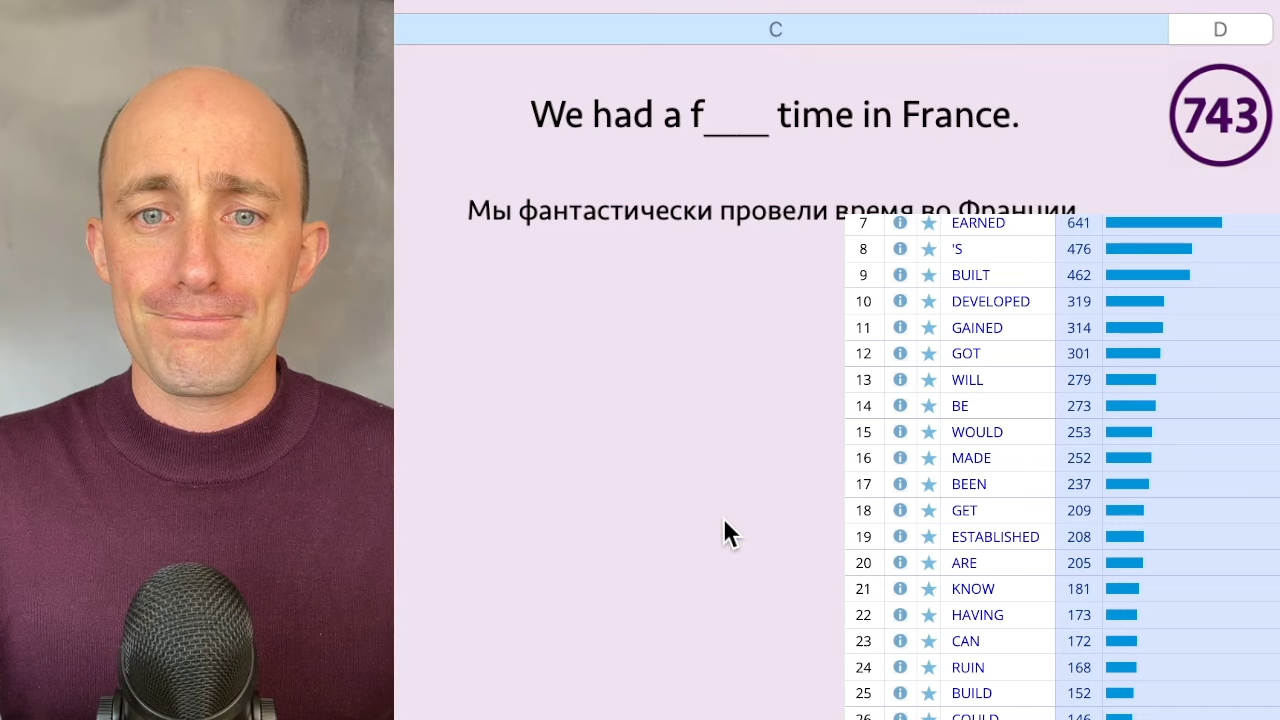 C D
We had a f____ time in France.
743
Мы фантастически провели время во Франции
7 EARNED 641
8 'S 476
9 BUILT 462
10 DEVELOPED 319
11 GAINED 314
12 GOT 301
13 WILL 279
14 BE 273
15 WOULD 253
16 MADE 252
17 BEEN 237
18 GET 209
19 ESTABLISHED 208
20 ARE 205
21 KNOW 181
22 HAVING 173
23 CAN 172
24 RUIN 168
25 BUILD 152
26 COULD 146